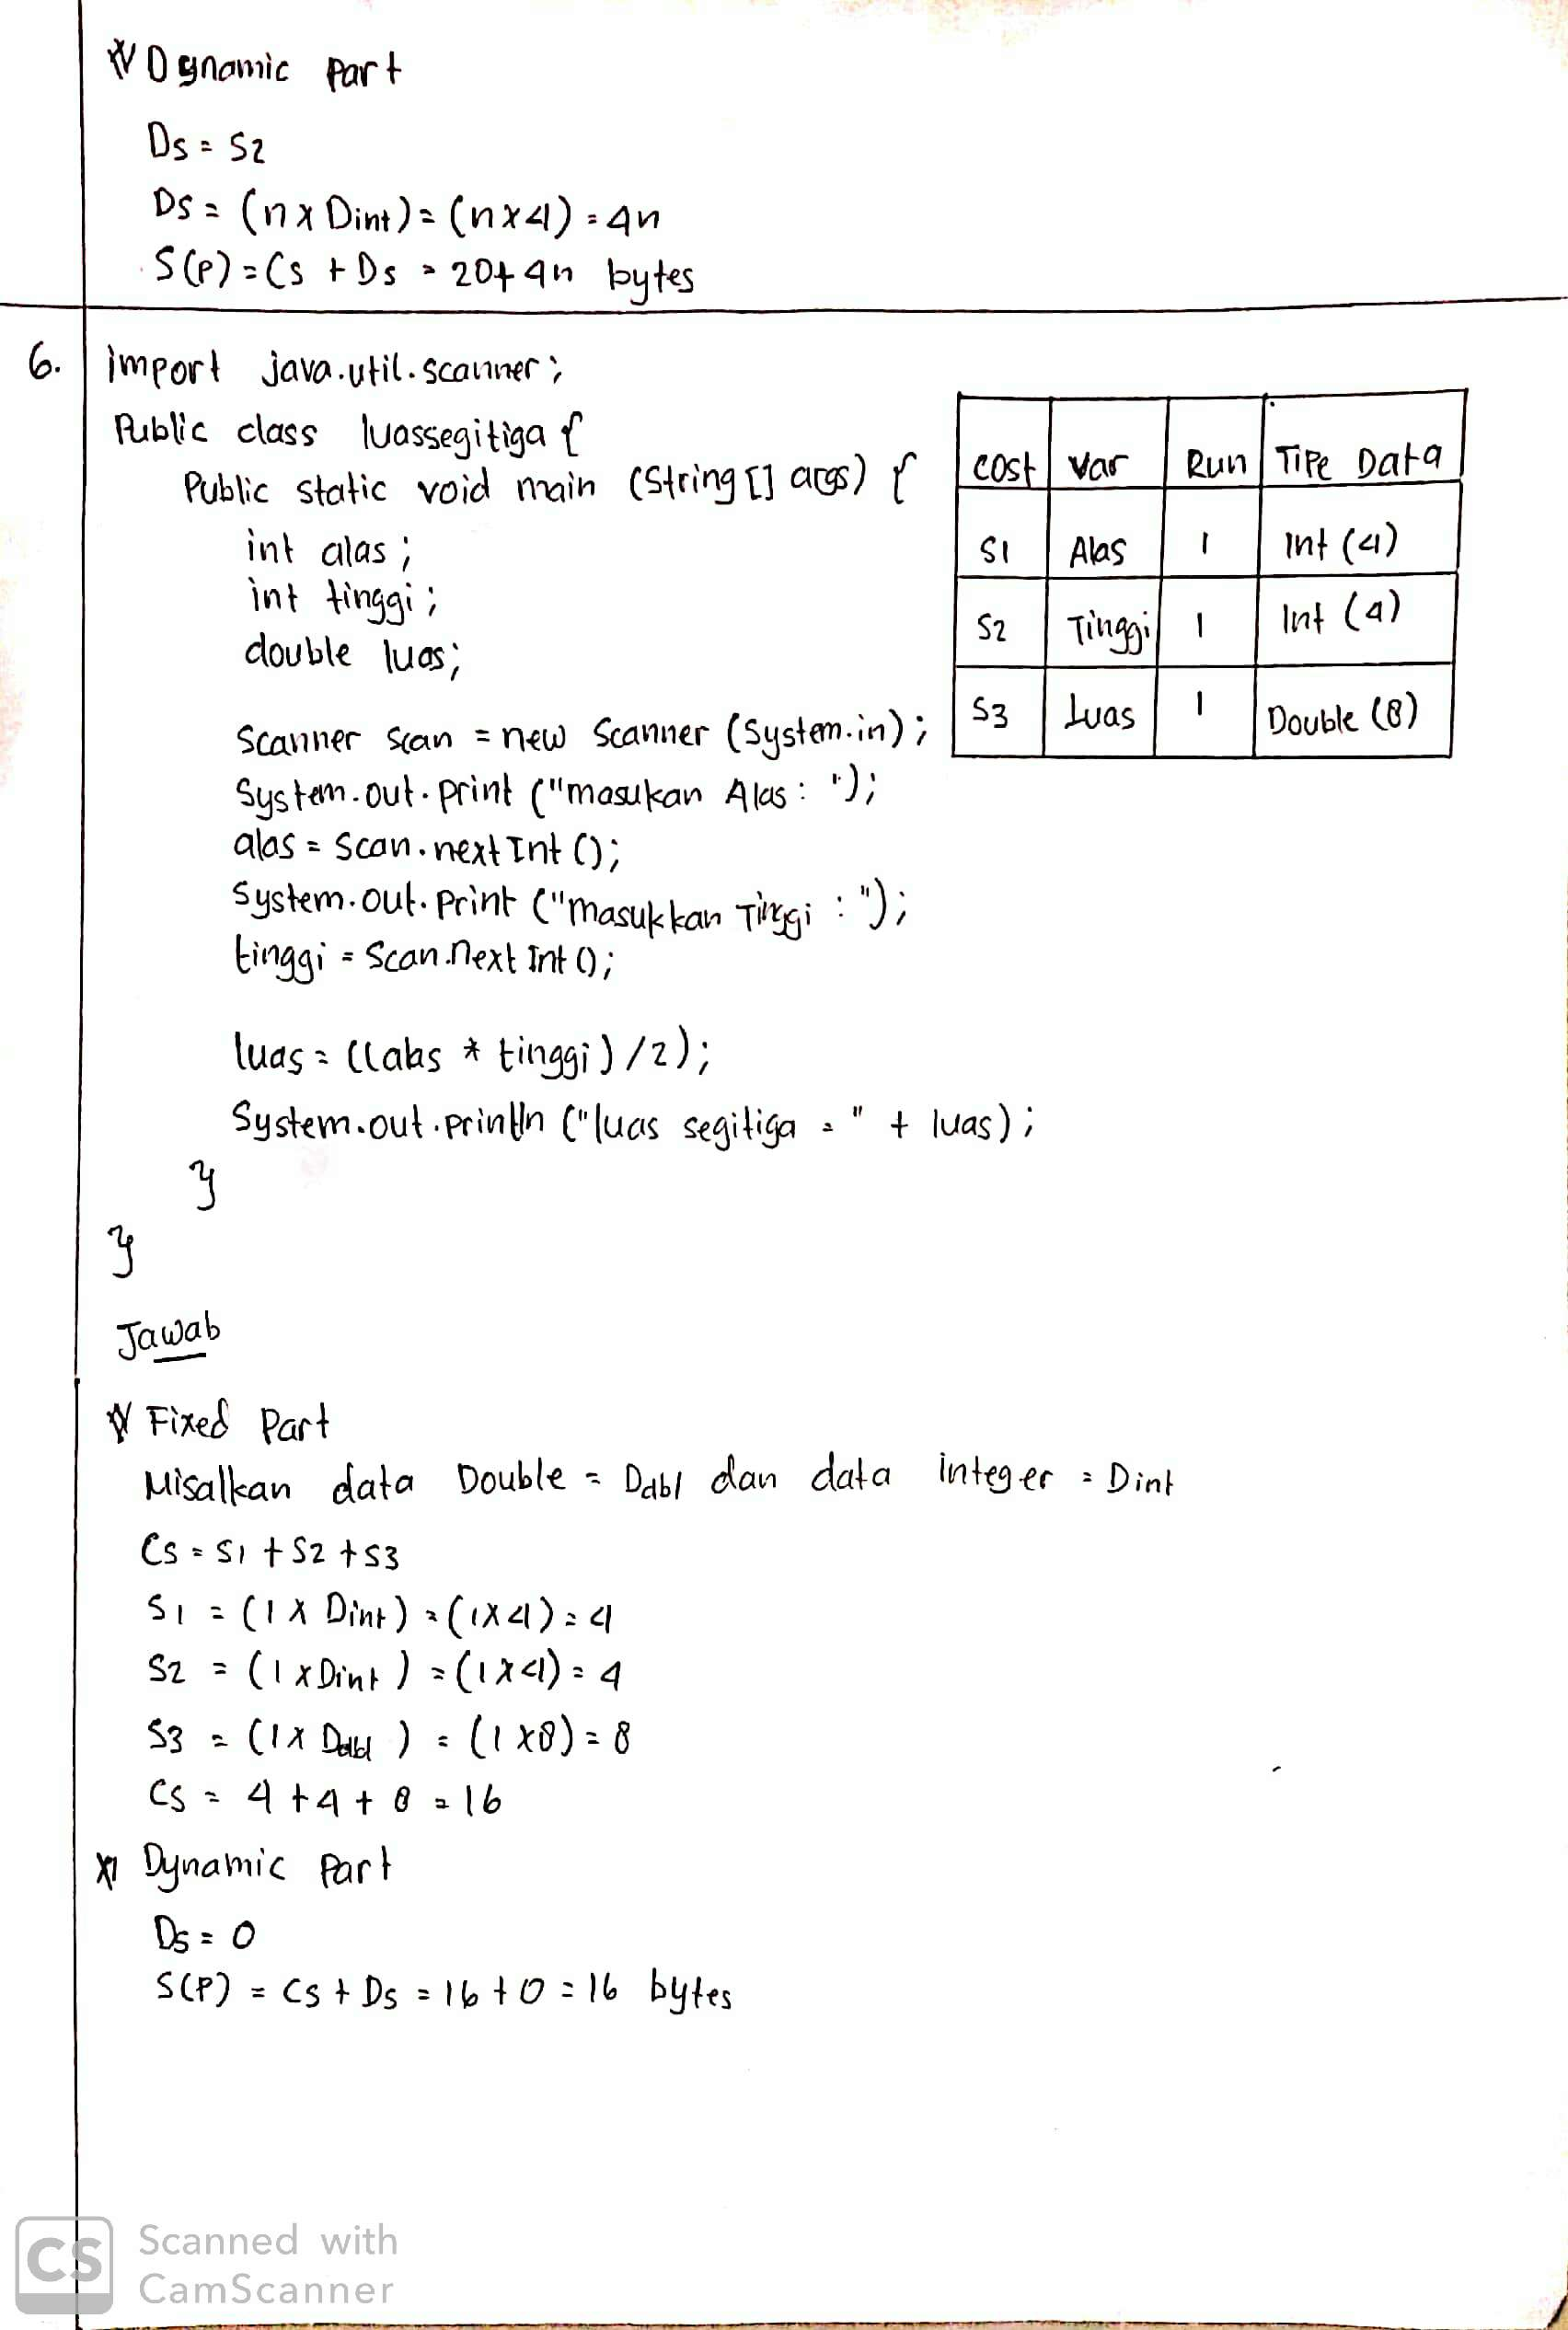 Dynamic Part
Ds = S2
Ds = (n x Dint) = (n x 4) = 4n
S(P) = Cs + Ds = 20 + 4n bytes
6. import java.util.scanner;
Public class luassegitiga {
Public static void main (String [] args) {
int alas;
int tinggi;
double luas;
Scanner scan = new Scanner (System.in);
System.out.print ("masukan Alas: ");
alas = Scan.nextInt ();
System.out.print ("masukkan Tinggi : ");
tinggi = Scan.Next Int ();
luas = ((alas * tinggi) /2);
System.out.println ("luas segitiga = " + luas);
}
}
cost Var Run Tipe Data
S1 Alas 1 Int (4)
S2 Tinggi 1 Int (4)
S3 Luas 1 Double (8)
Jawab
Fixed Part
Misalkan data Double = Ddbl dan data integer = Dint
Cs = S1 + S2 + S3
S1 = (1 x Dint) = (1 x 4) = 4
S2 = (1 x Dint) = (1 x 4) = 4
S3 = (1 x Ddbl) = (1 x 8) = 8
Cs = 4 + 4 + 8 = 16
Dynamic Part
Ds = 0
S(P) = Cs + Ds = 16 + 0 = 16 bytes
CS Scanned with
CamScanner